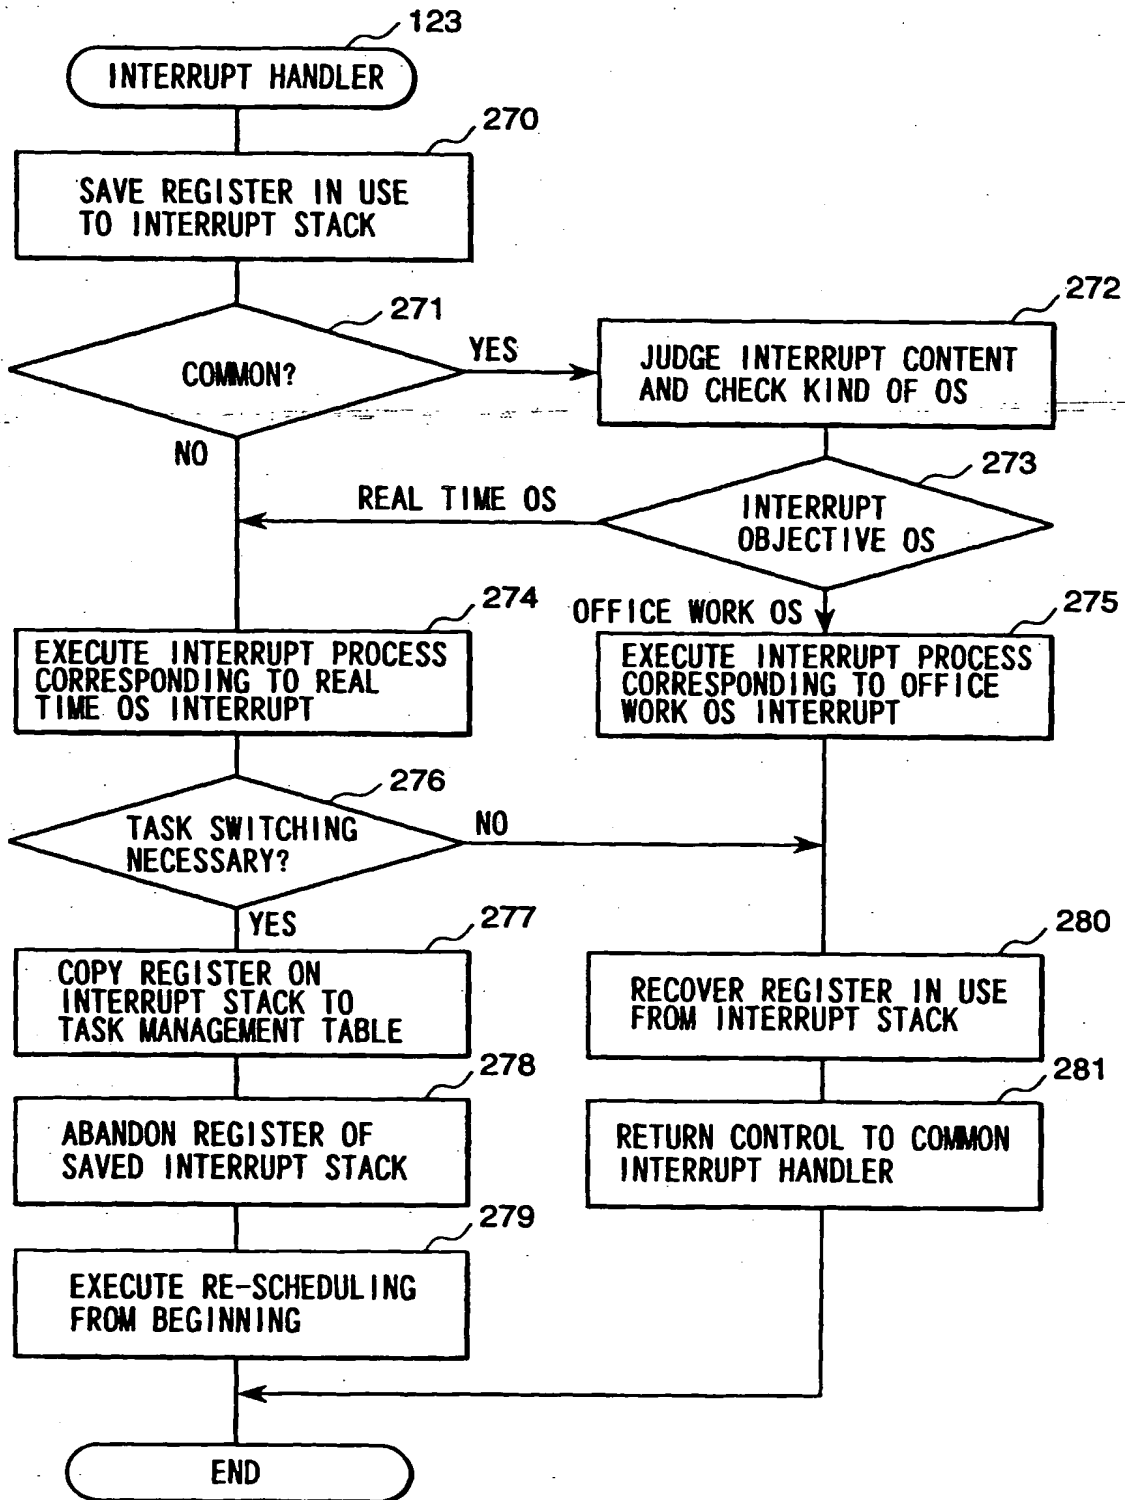 123
INTERRUPT HANDLER
270
SAVE REGISTER IN USE
TO INTERRUPT STACK
271
COMMON?
YES
NO
272
JUDGE INTERRUPT CONTENT
AND CHECK KIND OF OS
273
INTERRUPT
OBJECTIVE OS
REAL TIME OS
OFFICE WORK OS
274
EXECUTE INTERRUPT PROCESS
CORRESPONDING TO REAL
TIME OS INTERRUPT
275
EXECUTE INTERRUPT PROCESS
CORRESPONDING TO OFFICE
WORK OS INTERRUPT
276
TASK SWITCHING
NECESSARY?
NO
YES
277
COPY REGISTER ON
INTERRUPT STACK TO
TASK MANAGEMENT TABLE
280
RECOVER REGISTER IN USE
FROM INTERRUPT STACK
278
ABANDON REGISTER OF
SAVED INTERRUPT STACK
281
RETURN CONTROL TO COMMON
INTERRUPT HANDLER
279
EXECUTE RE-SCHEDULING
FROM BEGINNING
END